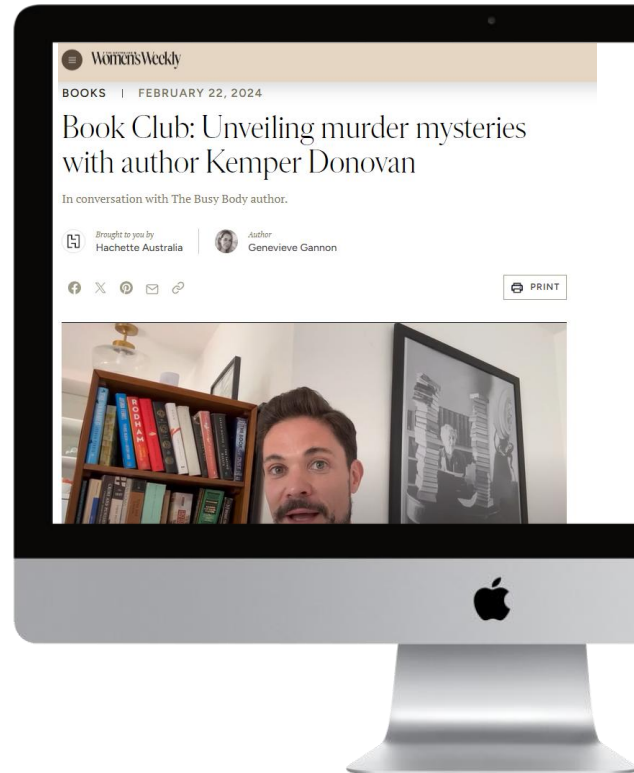 Women's Weekly
BOOKS | FEBRUARY 22, 2024
Book Club: Unveiling murder mysteries
with author Kemper Donovan
In conversation with The Busy Body author.
Brought to you by
Hachette Australia
Author
Genevieve Gannon
PRINT
RODHAM